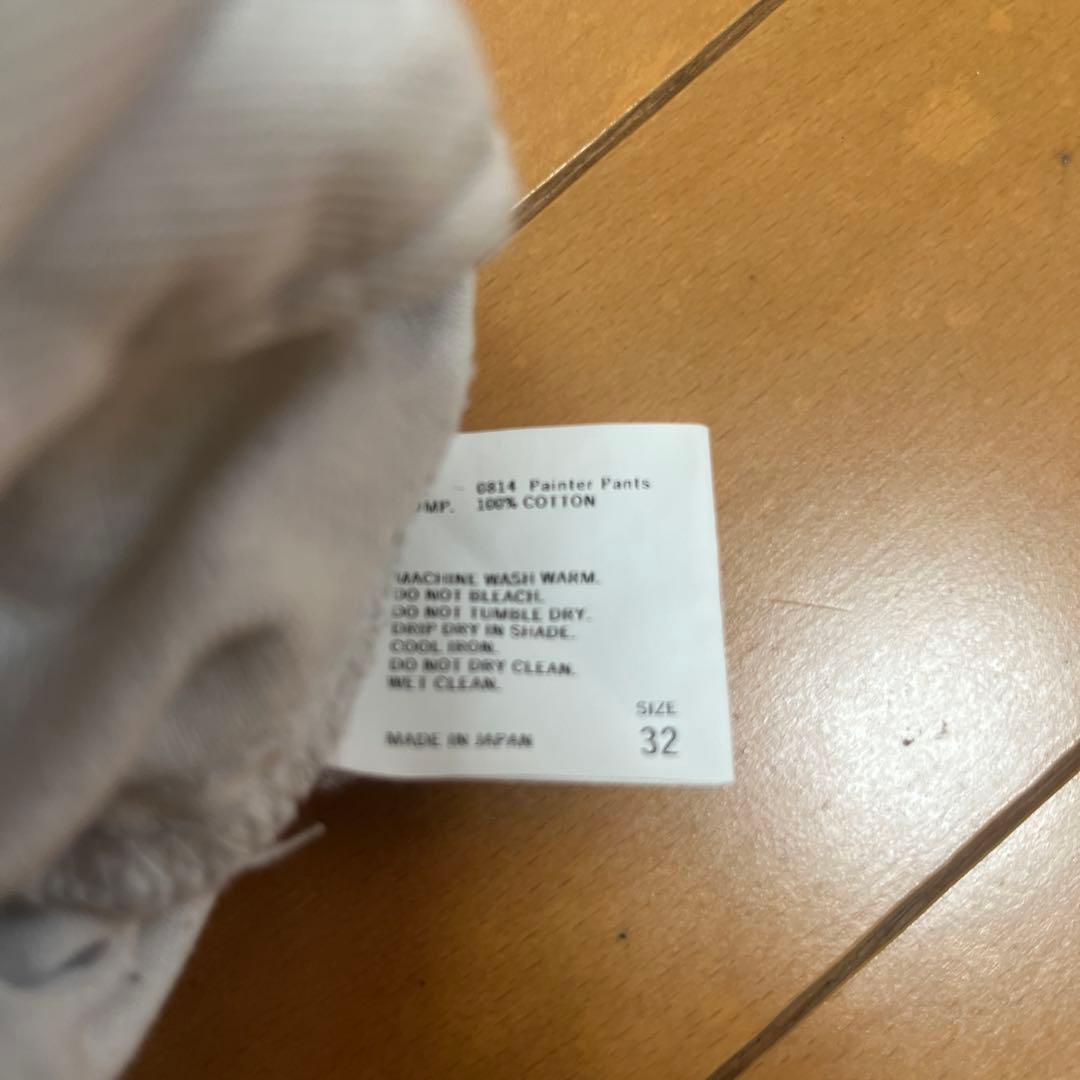 0814 Painter Pants
OMP. 100% COTTON
MACHINE WASH WARM.
DO NOT BLEACH.
DO NOT TUMBLE DRY.
DRIP DRY IN SHADE.
COOL IRON.
DO NOT DRY CLEAN.
WET CLEAN.
SIZE
MADE IN JAPAN 32